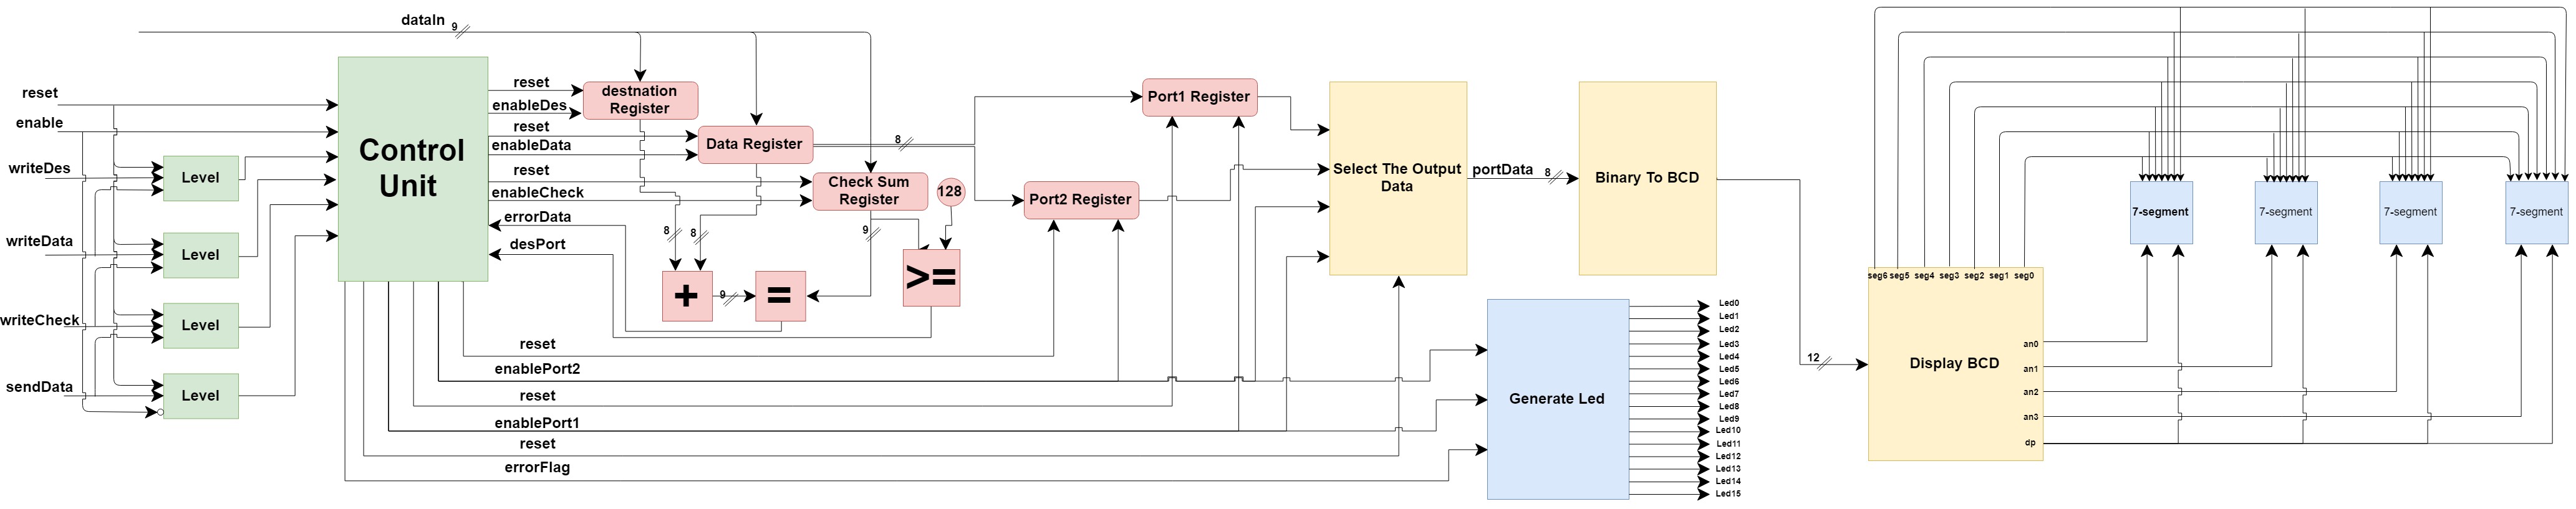 dataIn
9
reset
enable
writeDes
writeData
writeCheck
sendData
Level
Level
Level
Level
Control
Unit
reset
enableDes
reset
enableData
reset
enableCheck
errorData
desPort
destnation
Register
Data Register
Check Sum
Register
128
8
8
8
9
9
+
=
>=
reset
enablePort2
reset
enablePort1
reset
errorFlag
Port1 Register
Port2 Register
Select The Output
Data
portData
8
Binary To BCD
12
Generate Led
Led0
Led1
Led2
Led3
Led4
Led5
Led6
Led7
Led8
Led9
Led10
Led11
Led12
Led13
Led14
Led15
seg6 seg5 seg4 seg3 seg2 seg1 seg0
Display BCD
an0
an1
an2
an3
dp
7-segment
7-segment
7-segment
7-segment